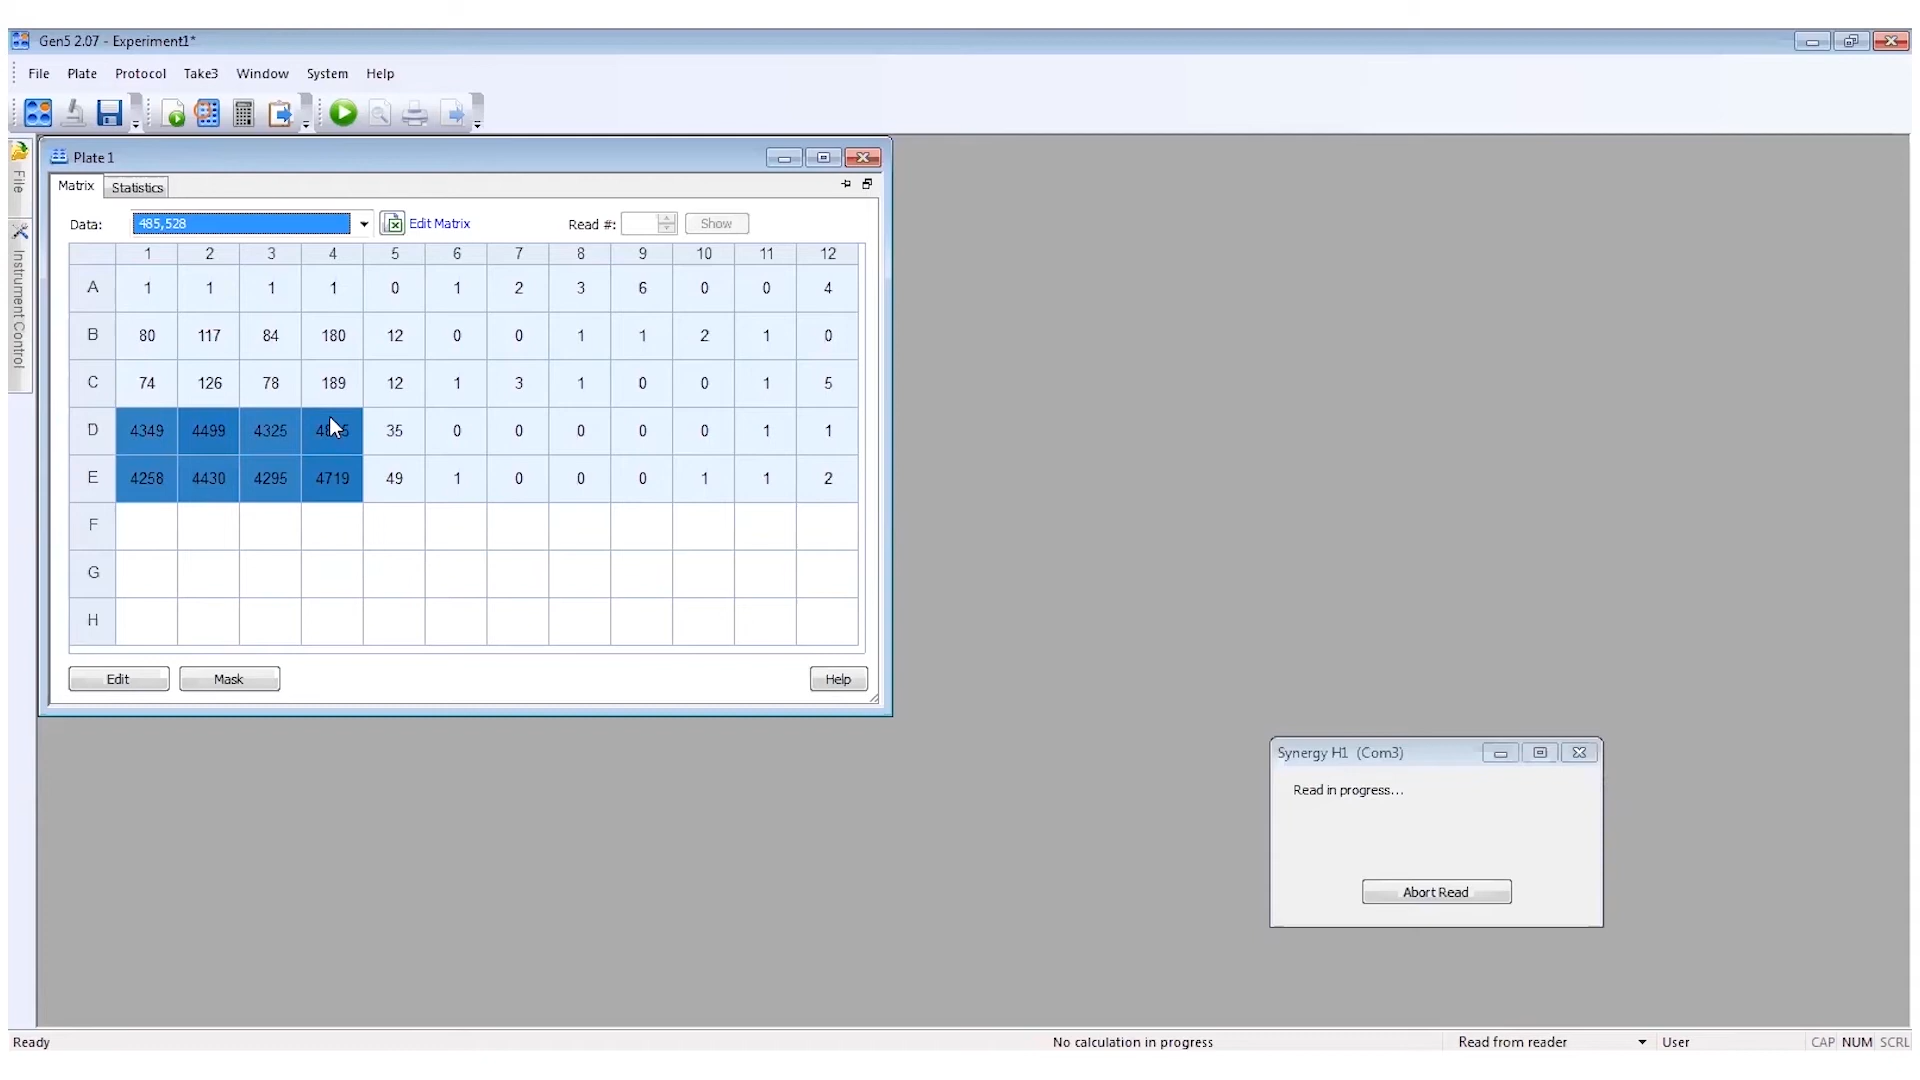 Gen5 2.07 - Experiment1*
File Plate Protocol Take3 Window System Help
File
Instrument Control
Plate 1
Matrix Statistics
Data: 485,528 Edit Matrix Read #: Show
1 2 3 4 5 6 7 8 9 10 11 12
A 1 1 1 1 0 1 2 3 6 0 0 4
B 80 117 84 180 12 0 0 1 1 2 1 0
C 74 126 78 189 12 1 3 1 0 0 1 5
D 4349 4499 4325 35 0 0 0 0 0 1 1
E 4258 4430 4295 4719 49 1 0 0 0 1 1 2
F
G
H
Edit Mask Help
Synergy H1 (Com3)
Read in progress...
Abort Read
Ready No calculation in progress Read from reader User CAP NUM SCRL